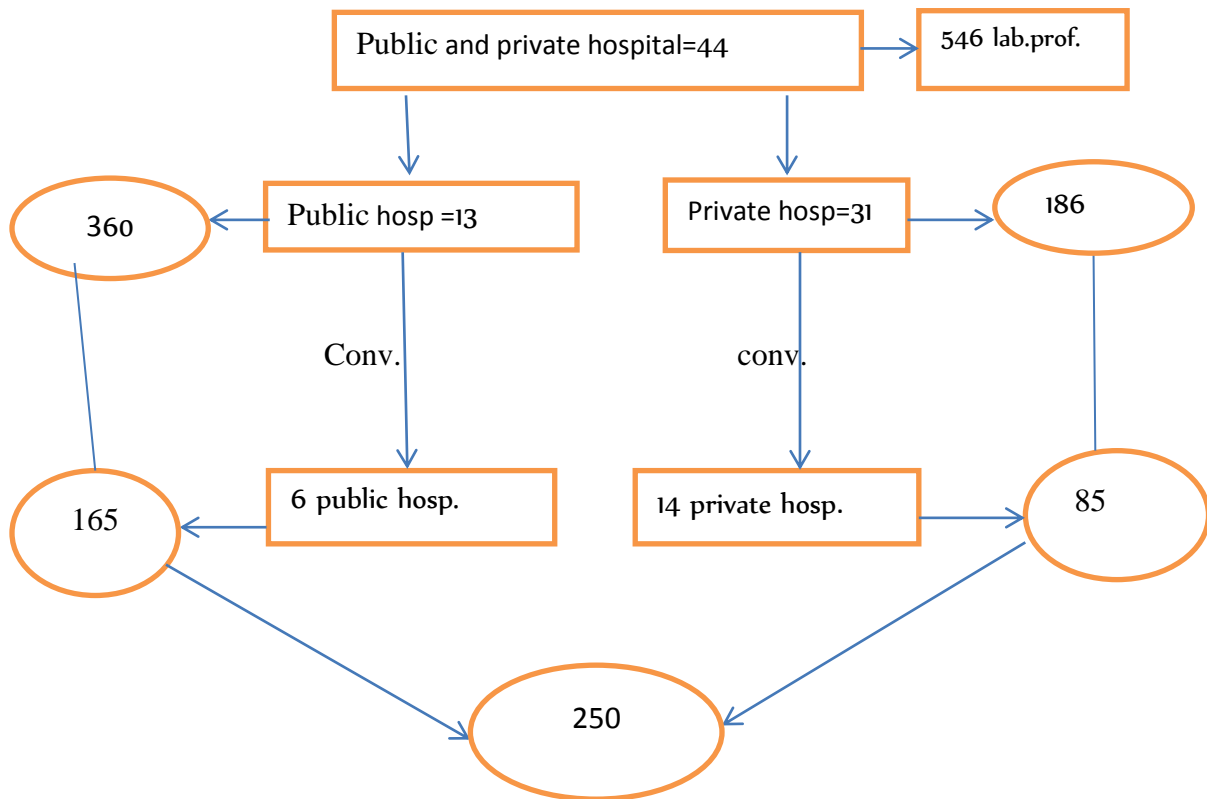 Public and private hospital=44
546 lab.prof.
360
Public hosp =13
Private hosp=31
186
Conv.
conv.
165
6 public hosp.
14 private hosp.
85
250